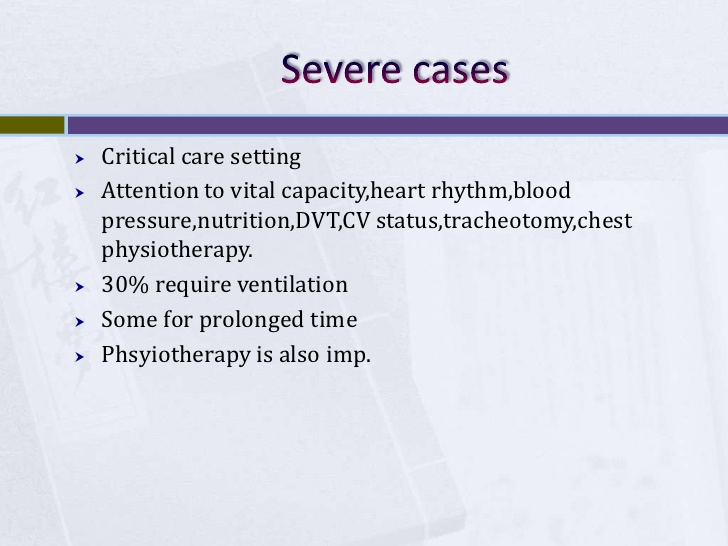 Severe cases
Critical care setting
Attention to vital capacity,heart rhythm,blood
pressure,nutrition,DVT,CV status,tracheotomy,chest
physiotherapy.
30% require ventilation
Some for prolonged time
Phsyiotherapy is also imp.